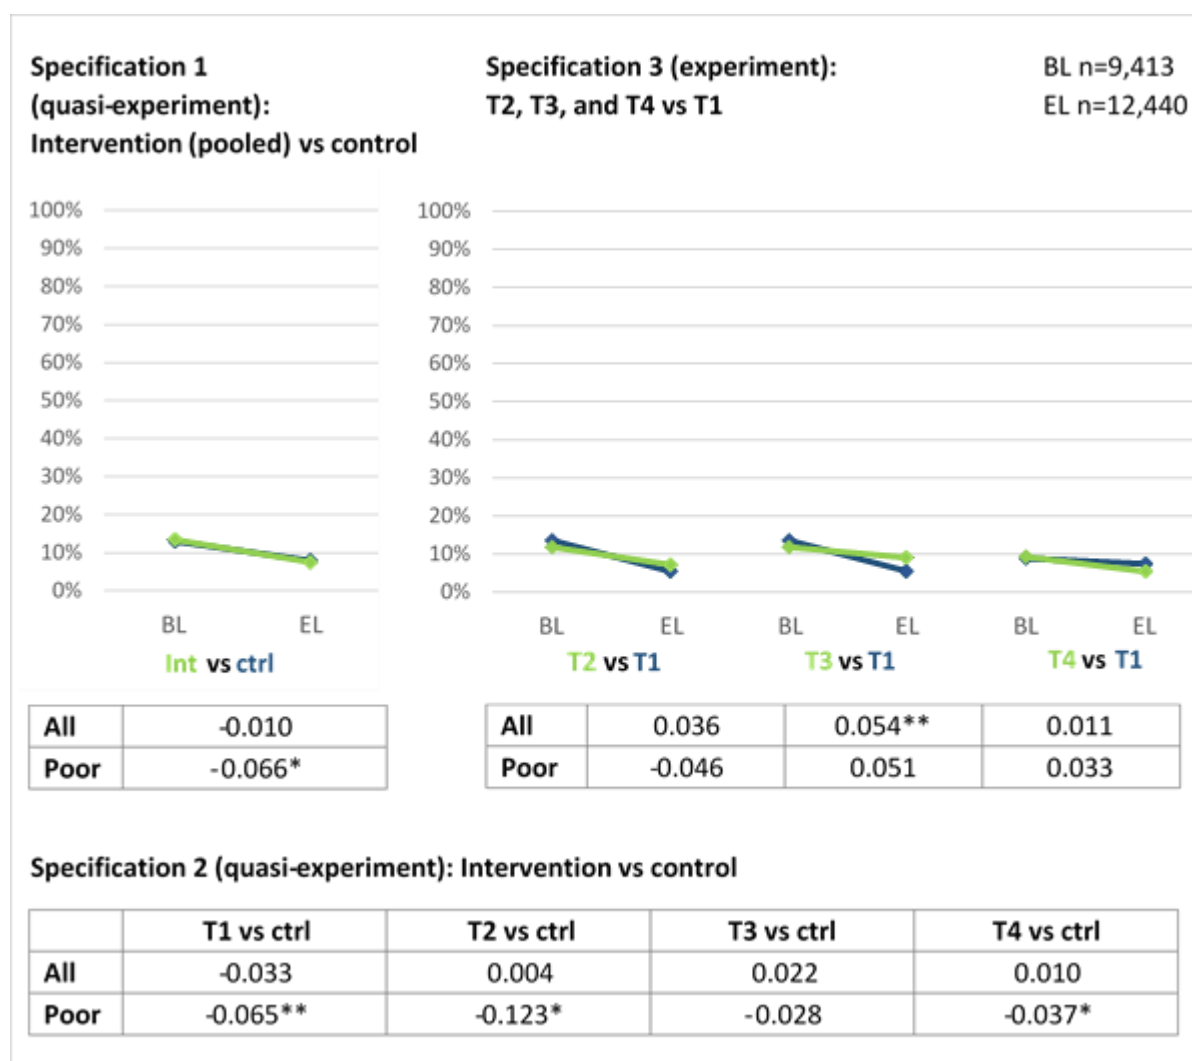 Specification 1
(quasi-experiment):
Intervention (pooled) vs control
Specification 3 (experiment):
T2, T3, and T4 vs T1
BL n=9,413
EL n=12,440
100%
90%
80%
70%
60%
50%
40%
30%
20%
10%
0%
BL EL
Int vs ctrl
100%
90%
80%
70%
60%
50%
40%
30%
20%
10%
0%
BL EL BL EL BL EL
T2 vs T1 T3 vs T1 T4 vs T1
All -0.010
Poor -0.066*
All 0.036 0.054** 0.011
Poor -0.046 0.051 0.033
Specification 2 (quasi-experiment): Intervention vs control
T1 vs ctrl T2 vs ctrl T3 vs ctrl T4 vs ctrl
All -0.033 0.004 0.022 0.010
Poor -0.065** -0.123* -0.028 -0.037*